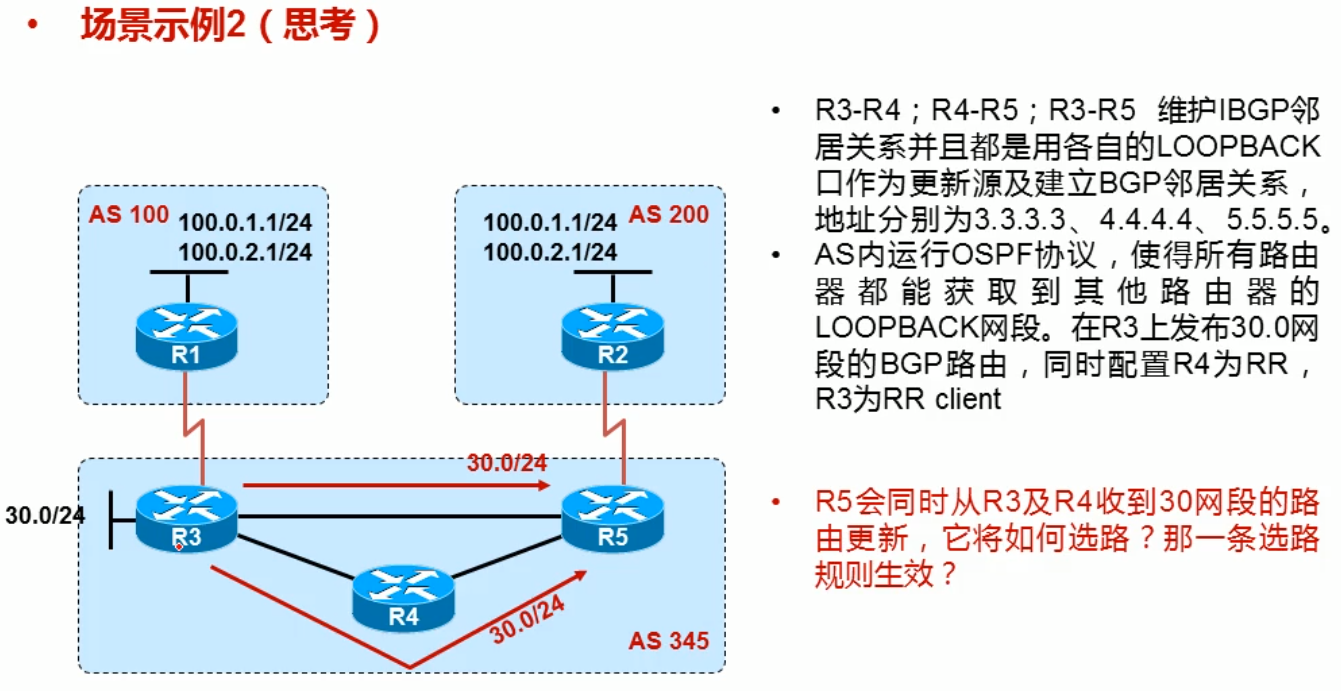 • 场景示例2（思考）
AS 100
100.0.1.1/24
100.0.2.1/24
R1
100.0.1.1/24
100.0.2.1/24
AS 200
R2
30.0/24
R3
30.0/24
R5
R4
30.0/24
AS 345
• R3-R4；R4-R5；R3-R5 维护IBGP邻
居关系并且都是用各自的LOOPBACK
口作为更新源及建立BGP邻居关系，
地址分别为3.3.3.3、4.4.4.4、5.5.5.5。
• AS内运行OSPF协议，使得所有路由
器都能获取到其他路由器的
LOOPBACK网段。在R3上发布30.0网
段的BGP路由，同时配置R4为RR，
R3为RR client
• R5会同时从R3及R4收到30网段的路
由更新，它将如何选路？那一条选路
规则生效？